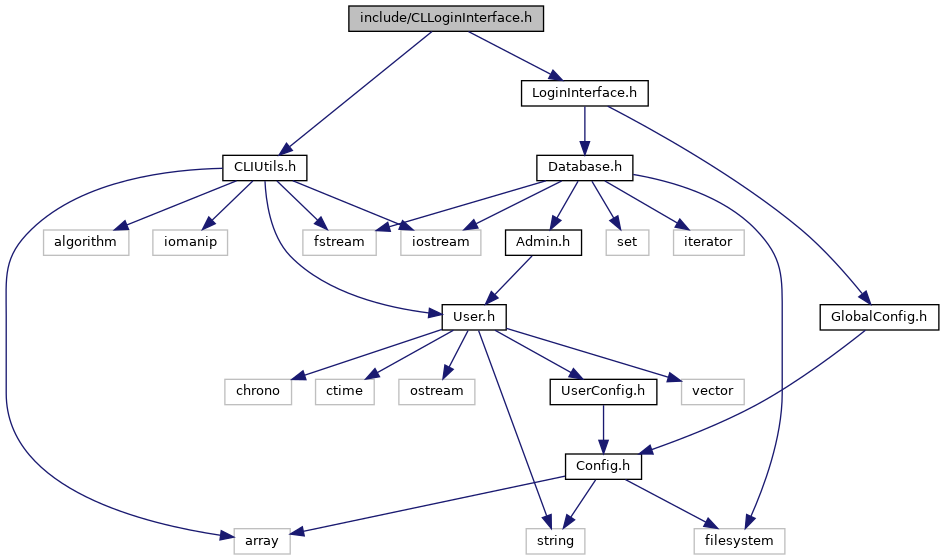 include/CLLoginInterface.h
LoginInterface.h
CLIUtils.h
Database.h
algorithm
iomanip
fstream
iostream
Admin.h
set
iterator
User.h
GlobalConfig.h
chrono
ctime
ostream
UserConfig.h
vector
Config.h
array
string
filesystem